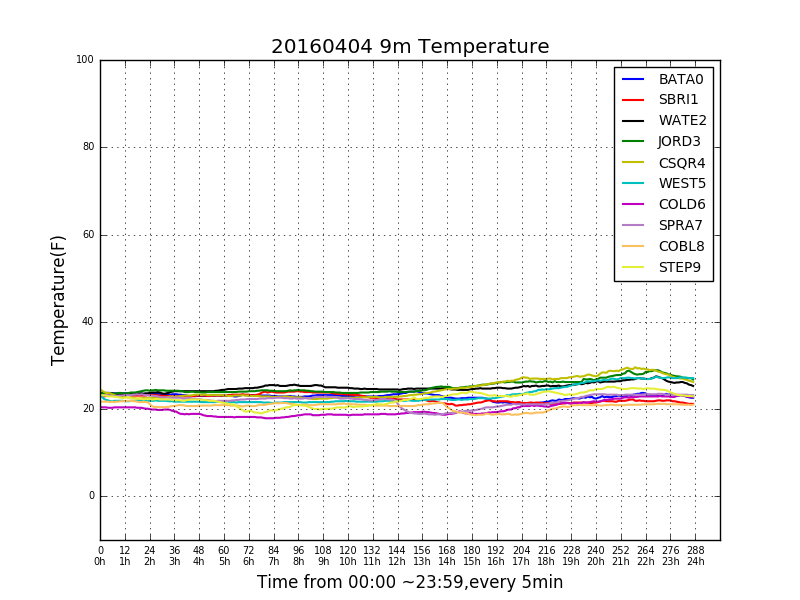 20160404 9m Temperature
100
80
60
40
20
0
Temperature(F)
BATA0
SBRI1
WATE2
JORD3
CSQR4
WEST5
COLD6
SPRA7
COBL8
STEP9
0 12 24 36 48 60 72 84 96 108 120 132 144 156 168 180 192 204 216 228 240 252 264 276 288
0h 1h 2h 3h 4h 5h 6h 7h 8h 9h 10h 11h 12h 13h 14h 15h 16h 17h 18h 19h 20h 21h 22h 23h 24h
Time from 00:00 ~23:59,every 5min